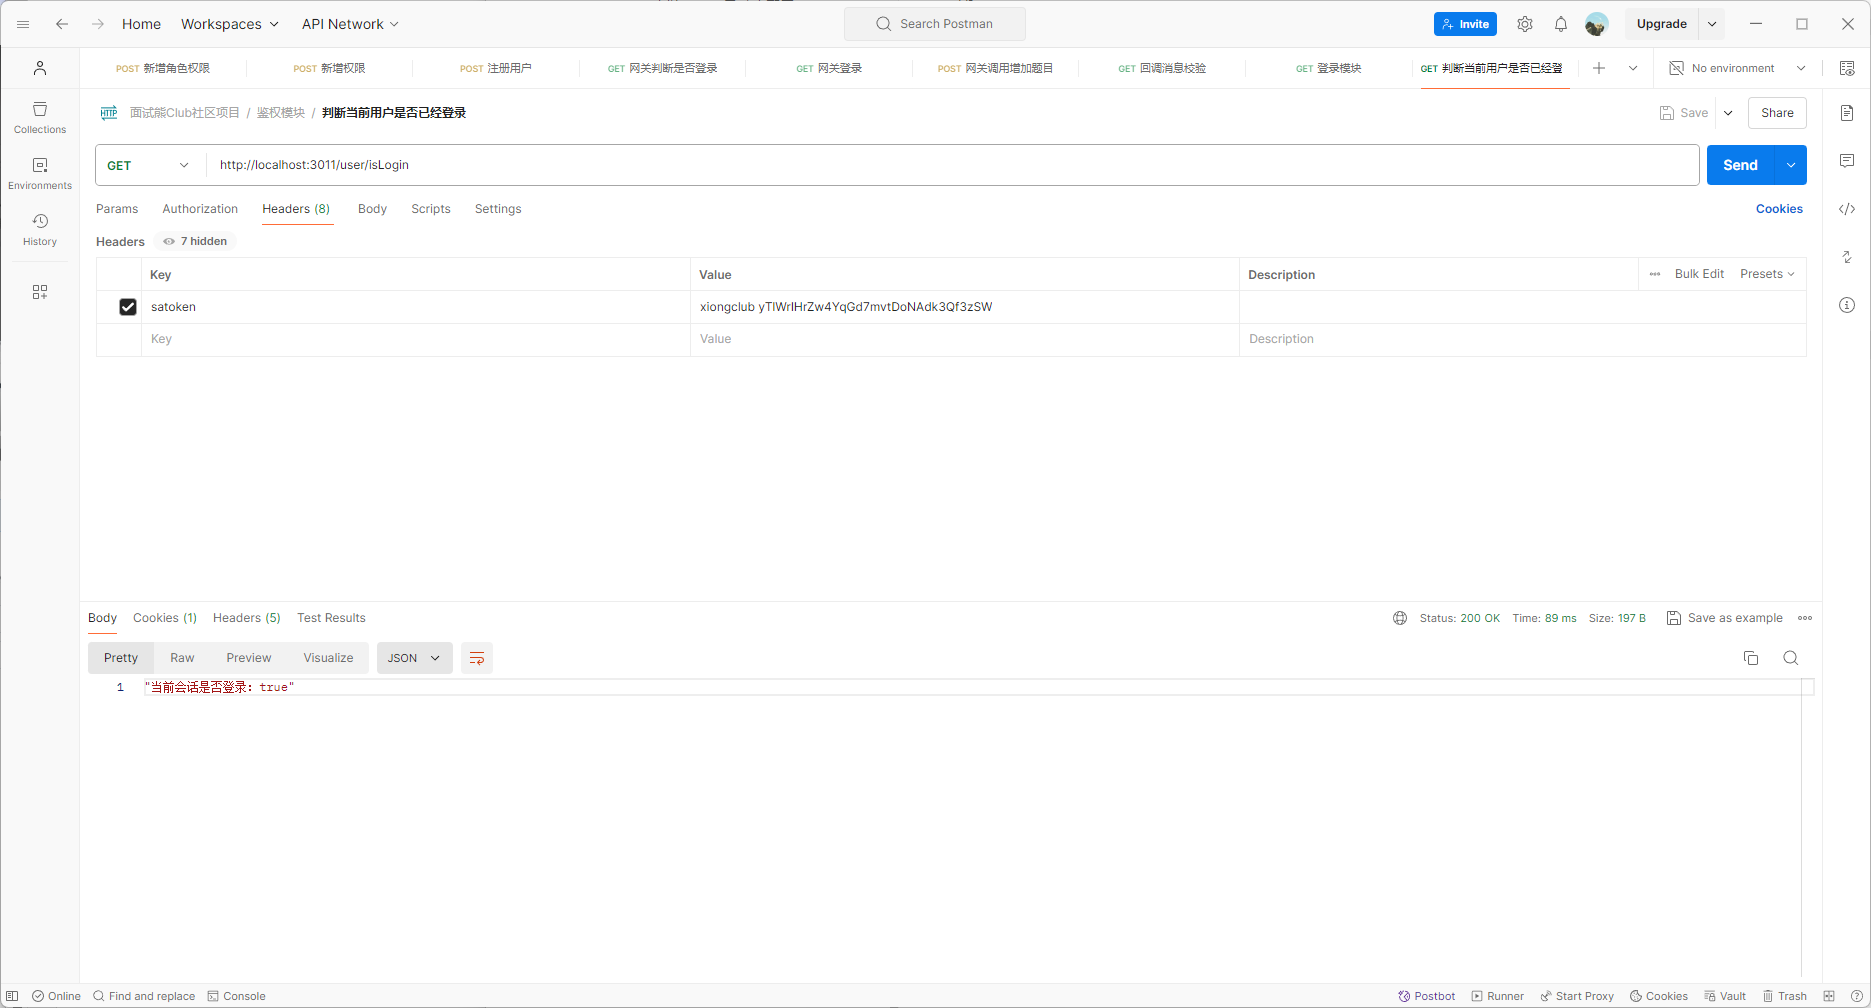 Home Workspaces API Network Search Postman Invite Upgrade
POST 新增角色权限 POST 新增权限 POST 注册用户 GET 网关判断是否登录 GET 网关登录 POST 网关调用增加题目 GET 回调消息校验 GET 登录模块 GET 判断当前用户是否已经登 No environment
HTTP 面试熊Club社区项目 / 鉴权模块 / 判断当前用户是否已经登录 Save Share
Collections
GET http://localhost:3011/user/isLogin Send
Environments
Params Authorization Headers (8) Body Scripts Settings Cookies
History
Headers 7 hidden
Key Value Description Bulk Edit Presets
satoken xiongclub yTlWrIHrZw4YqGd7mvtDoNAdk3Qf3zSW
Key Value Description
Body Cookies (1) Headers (5) Test Results Status: 200 OK Time: 89 ms Size: 197 B Save as example
Pretty Raw Preview Visualize JSON
1 "当前会话是否登录：true"
Online Find and replace Console Postbot Runner Start Proxy Cookies Vault Trash